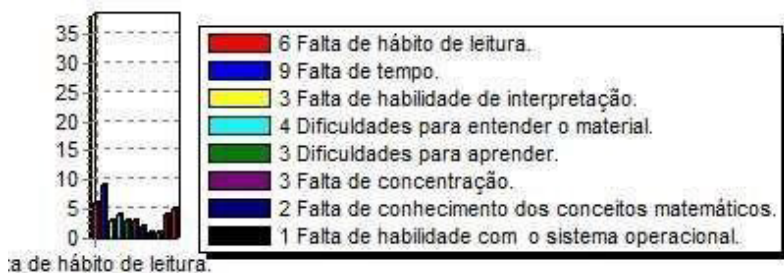 35
30
25
20
15
10
5
0
6 Falta de hábito de leitura.
9 Falta de tempo.
3 Falta de habilidade de interpretação.
4 Dificuldades para entender o material.
3 Dificuldades para aprender.
3 Falta de concentração.
2 Falta de conhecimento dos conceitos matemáticos.
1 Falta de habilidade com o sistema operacional.
ta de hábito de leitura.